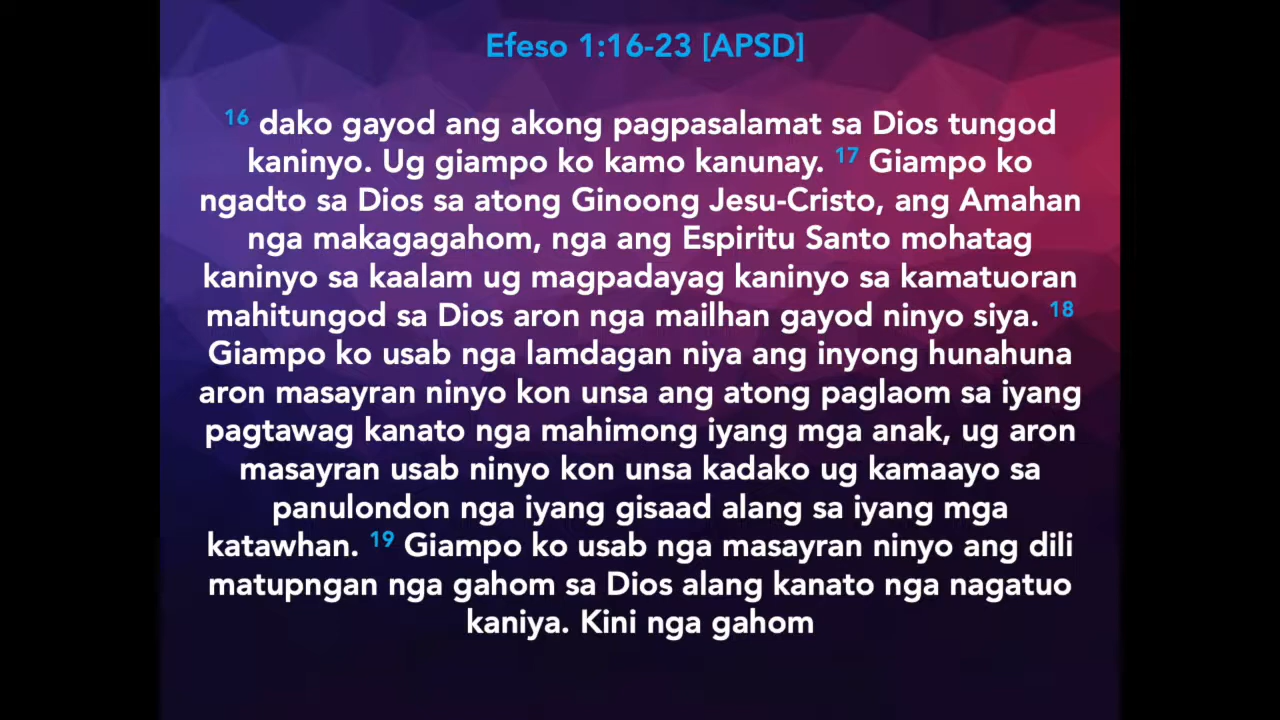 Efeso 1:16-23 [APSD]
16 dako gayod ang akong pagpasalamat sa Dios tungod
kaninyo. Ug giampo ko kamo kanunay. 17 Giampo ko
ngadto sa Dios sa atong Ginoong Jesu-Cristo, ang Amahan
nga makagagahom, nga ang Espiritu Santo mohatag
kaninyo sa kaalam ug magpadayag kaninyo sa kamatuoran
mahitungod sa Dios aron nga mailhan gayod ninyo siya. 18
Giampo ko usab nga lamdagan niya ang inyong hunahuna
aron masayran ninyo kon unsa ang atong paglaom sa iyang
pagtawag kanato nga mahimong iyang mga anak, ug aron
masayran usab ninyo kon unsa kadako ug kamaayo sa
panulondon nga iyang gisaad alang sa iyang mga
katawhan. 19 Giampo ko usab nga masayran ninyo ang dili
matupngan nga gahom sa Dios alang kanato nga nagatuo
kaniya. Kini nga gahom